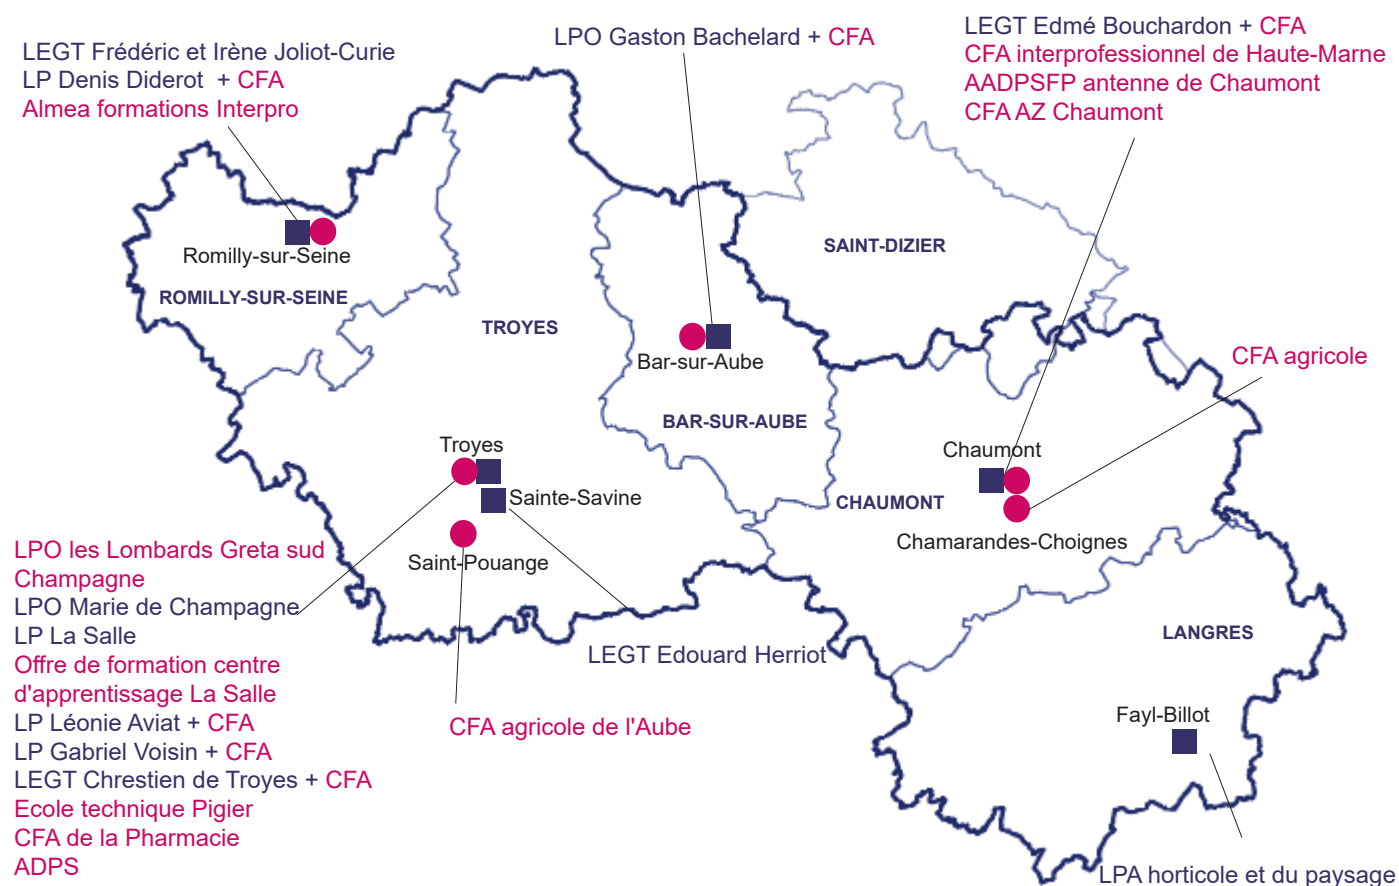 LEGT Frédéric et Irène Joliot-Curie
LP Denis Diderot + CFA
Almea formations Interpro
LPO Gaston Bachelard + CFA
LEGT Edmé Bouchardon + CFA
CFA interprofessionnel de Haute-Marne
AADPSFP antenne de Chaumont
CFA AZ Chaumont
Romilly-sur-Seine
ROMILLY-SUR-SEINE
TROYES
SAINT-DIZIER
Bar-sur-Aube
BAR-SUR-AUBE
CFA agricole
Troyes
Sainte-Savine
Saint-Pouange
Chaumont
CHAUMONT
Chamarandes-Choignes
LPO les Lombards Greta sud
Champagne
LPO Marie de Champagne
LP La Salle
Offre de formation centre
d'apprentissage La Salle
LP Léonie Aviat + CFA
LP Gabriel Voisin + CFA
LEGT Chrestien de Troyes + CFA
Ecole technique Pigier
CFA de la Pharmacie
ADPS
LEGT Edouard Herriot
CFA agricole de l'Aube
LANGRES
Fayl-Billot
LPA horticole et du paysage